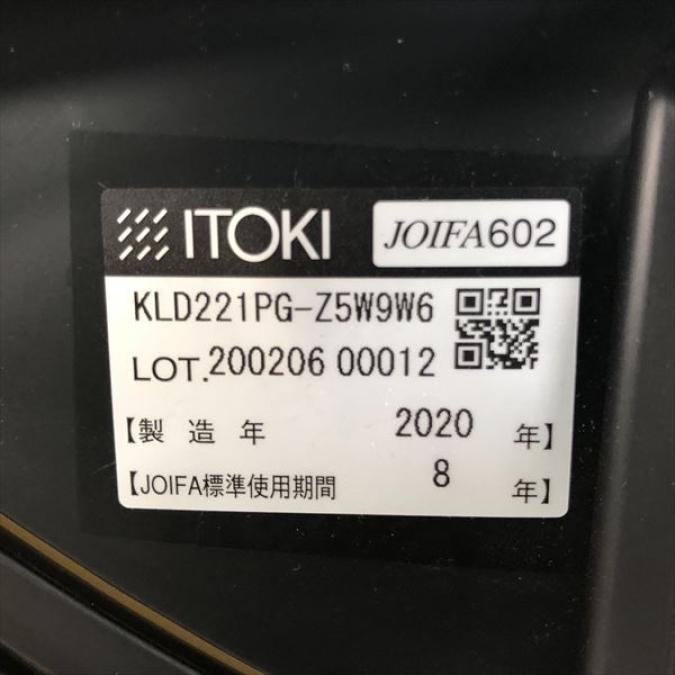 ITOKI JOIFA602
KLD221PG-Z5W9W6
LOT.200206 00012
【製造年 2020 年】
【JOIFA標準使用期間 8 年】